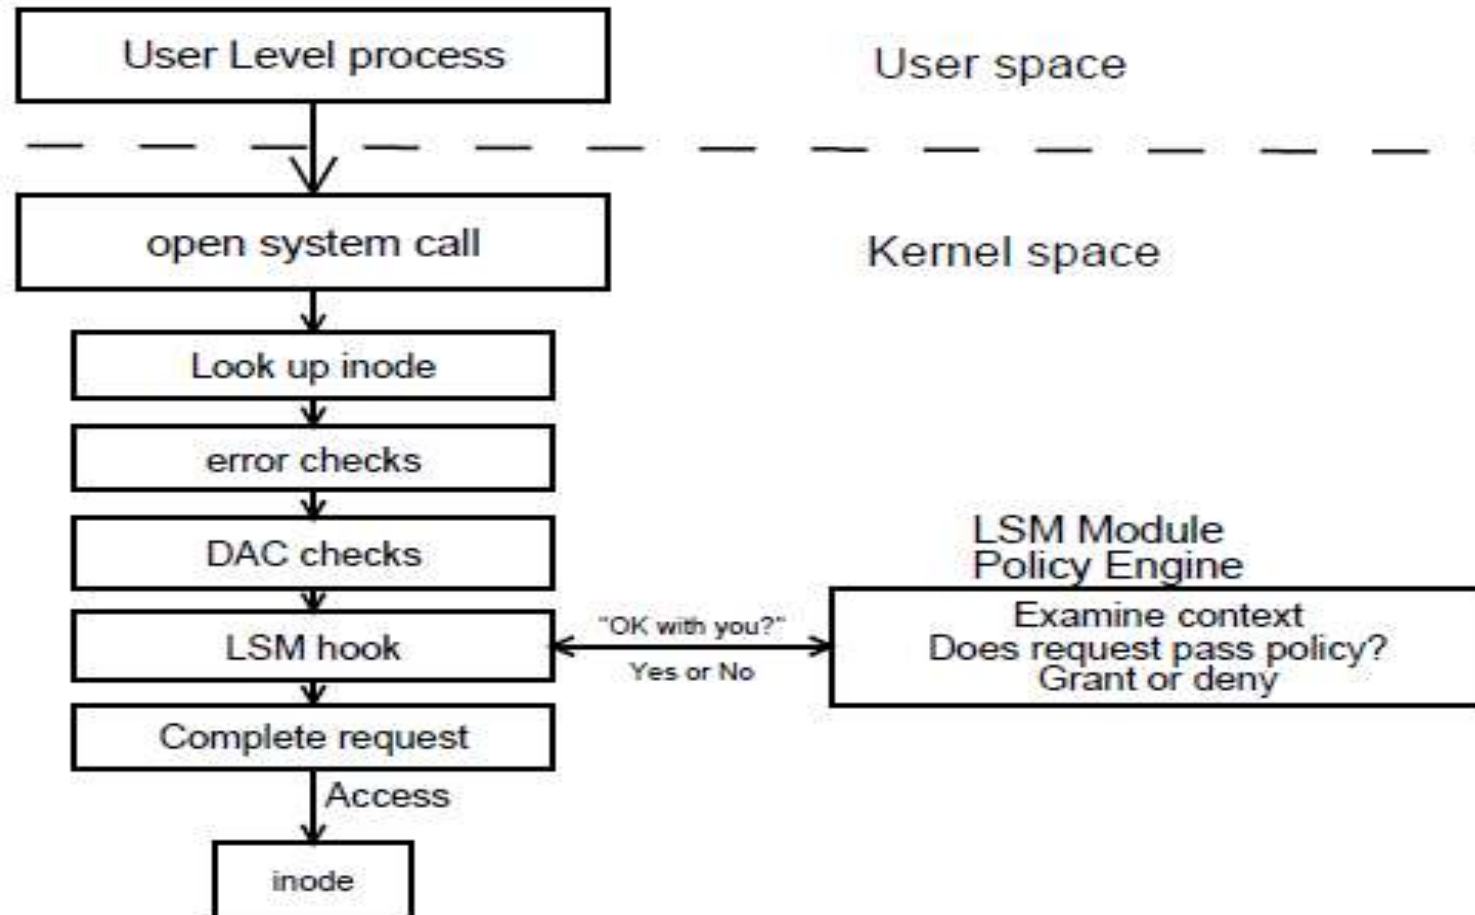 User Level process
User space
open system call
Kernel space
Look up inode
error checks
DAC checks
LSM Module
Policy Engine
LSM hook
"OK with you?"
Yes or No
Examine context
Does request pass policy?
Grant or deny
Complete request
Access
inode